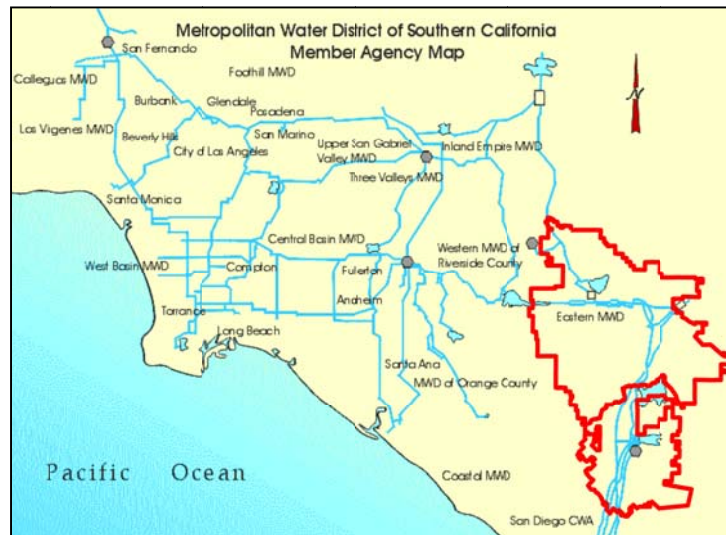 Metropolitan Water District of Southern California
Member Agency Map
San Fernando
Foothill MWD
Calleguas MWD
Burbank
Glendale
Pasadena
Las Virgenes MWD
Beverly Hills
San Marino
City of Los Angeles
Upper San Gabriel
Valley MWD
Inland Empire MWD
Three Valleys MWD
Santa Monica
N
Central Basin MWD
Western MWD of
Riverside County
West Basin MWD
Compton
Fullerton
Anaheim
Torrance
Eastern MWD
Long Beach
Santa Ana
MWD of Orange County
Pacific Ocean
Coastal MWD
San Diego CWA